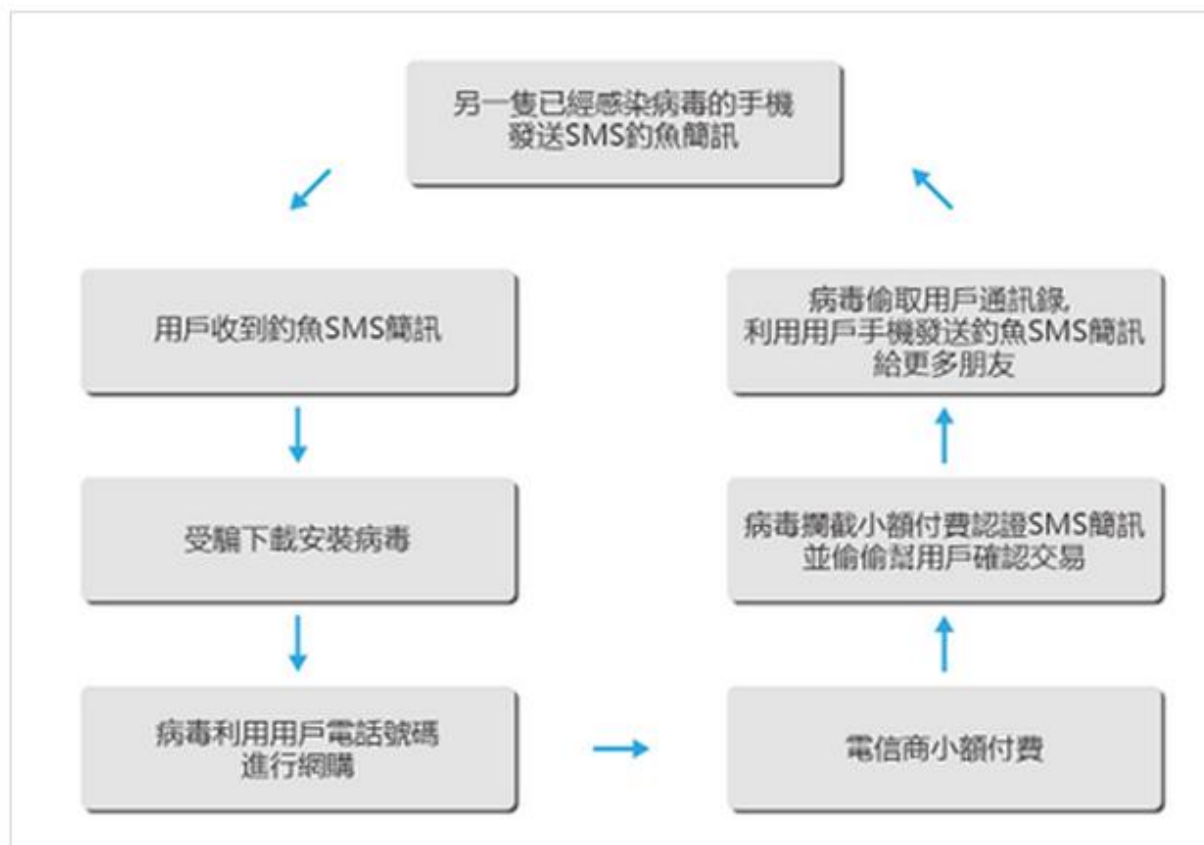 另一隻已經感染病毒的手機
發送SMS釣魚簡訊
用戶收到釣魚SMS簡訊
受騙下載安裝病毒
病毒利用用戶電話號碼
進行網購
電信商小額付費
病毒攔截小額付費認證SMS簡訊
並偷偷幫用戶確認交易
病毒偷取用戶通訊錄,
利用用戶手機發送釣魚SMS簡訊
給更多朋友